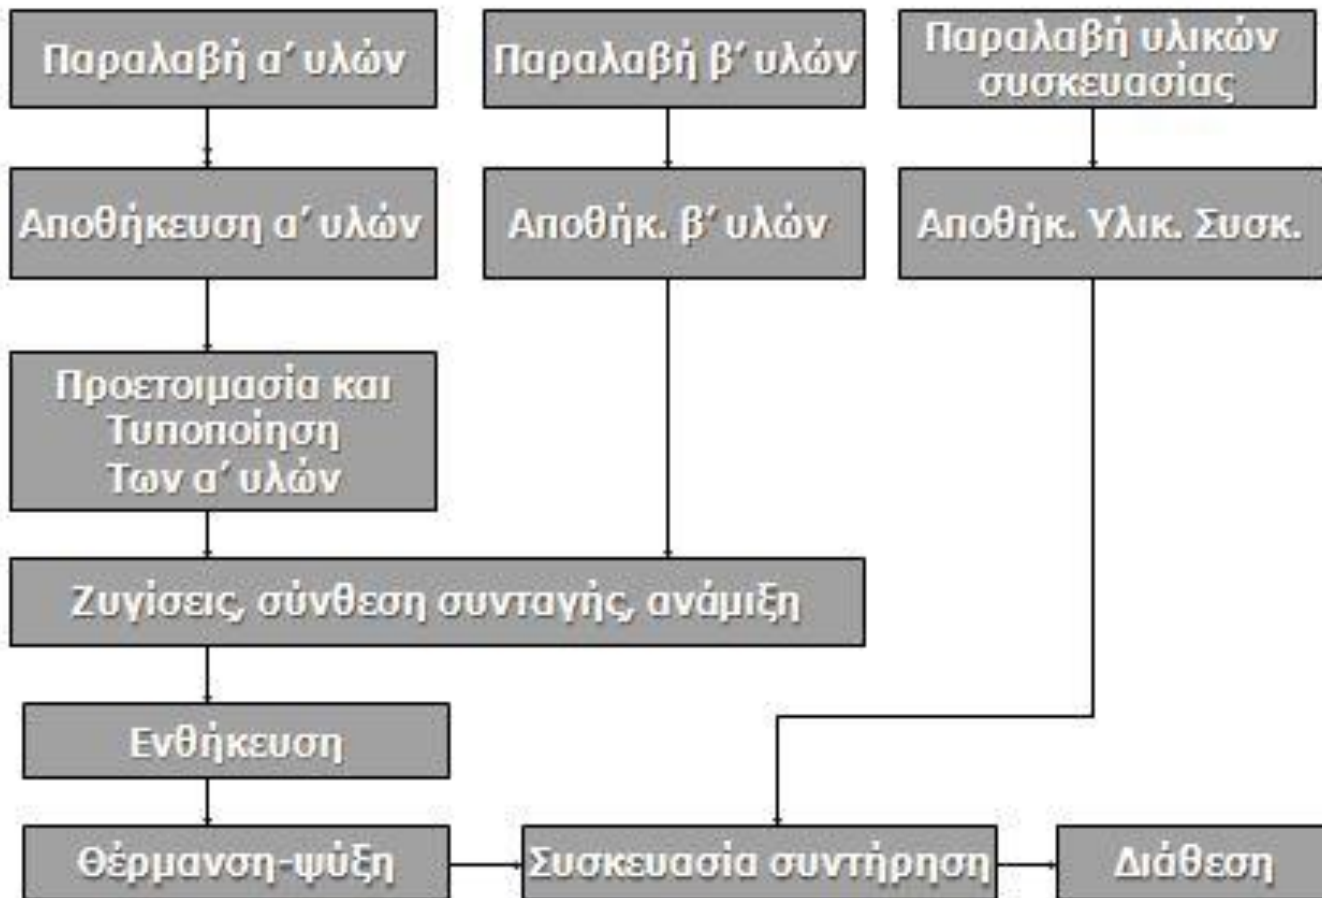 Παραλαβή α΄ υλών
Παραλαβή β΄ υλών
Παραλαβή υλικών
συσκευασίας
Αποθήκευση α΄ υλών
Αποθήκ. β΄ υλών
Αποθήκ. Υλικ. Συσκ.
Προετοιμασία και
Τυποποίηση
Των α΄ υλών
Ζυγίσεις, σύνθεση συνταγής, ανάμιξη
Ενθήκευση
Θέρμανση-ψύξη
Συσκευασία συντήρηση
Διάθεση